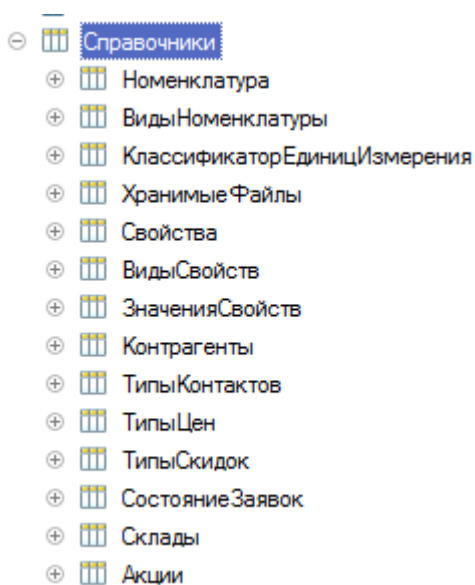 Справочники
Номенклатура
ВидыНоменклатуры
КлассификаторЕдиницИзмерения
ХранимыеФайлы
Свойства
ВидыСвойств
ЗначенияСвойств
Контрагенты
ТипыКонтактов
ТипыЦен
ТипыСкидок
СостояниеЗаявок
Склады
Акции